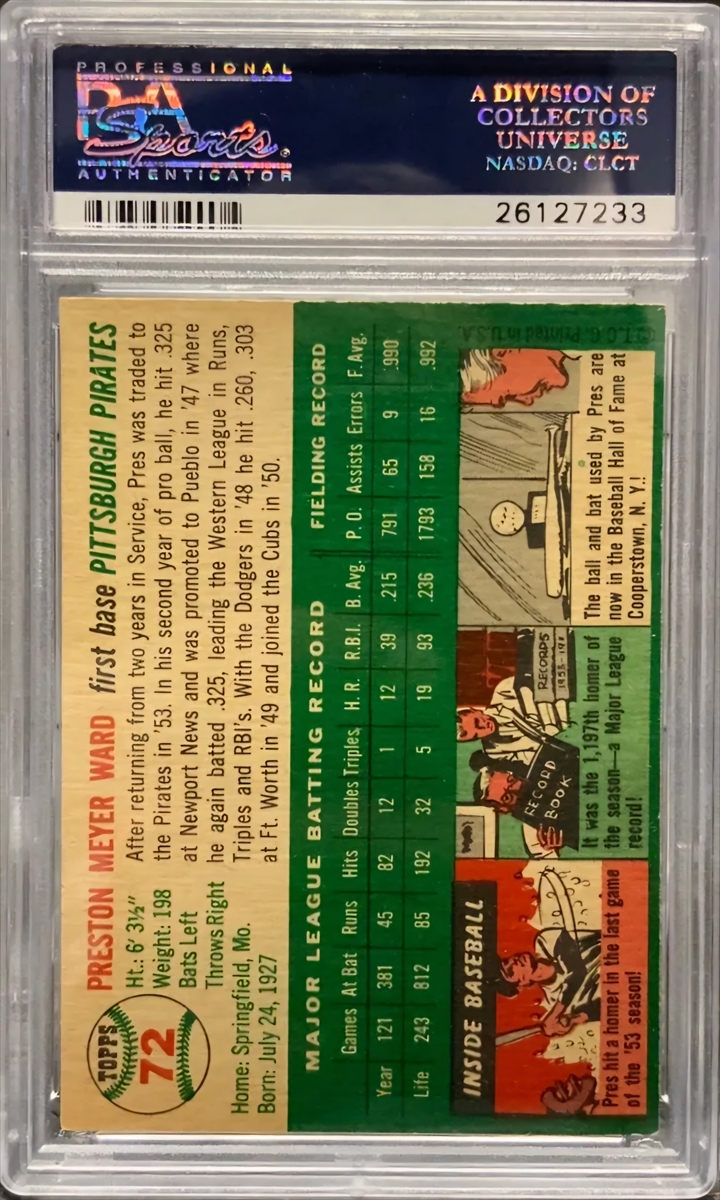 PROFESSIONAL
PSA
Sports
AUTHENTICATOR
A DIVISION OF
COLLECTORS
UNIVERSE
NASDAQ: CLCT
26127233
TOPPS
72
PRESTON MEYER WARD first base PITTSBURGH PIRATES
Ht.: 6' 3½"
Weight: 198
Bats Left
Throws Right
Home: Springfield, Mo.
Born: July 24, 1927
After returning from two years in Service, Pres was traded to
the Pirates in '53. In his second year of pro ball, he hit .325
at Newport News and was promoted to Pueblo in '47 where
he again batted .325, leading the Western League in Runs,
Triples and RBI's. With the Dodgers in '48 he hit .260, .303
at Ft. Worth in '49 and joined the Cubs in '50.
MAJOR LEAGUE BATTING RECORD FIELDING RECORD
Games At Bat Runs Hits Doubles Triples H. R. R.B.I. B. Avg. P. O. Assists Errors F. Avg.
Year 121 381 45 82 12 1 12 39 .215 791 65 9 .990
Life 243 812 85 192 32 5 19 93 .236 1793 158 16 .992
INSIDE BASEBALL
Pres hit a homer in the last game
of the '53 season!
RECORD
BOOK
RECORDS
It was the 1,197th homer of
the season—a Major League
record!
The ball and bat used by Pres are
now in the Baseball Hall of Fame at
Cooperstown, N. Y.!
© T. C. G. Printed in U.S.A.